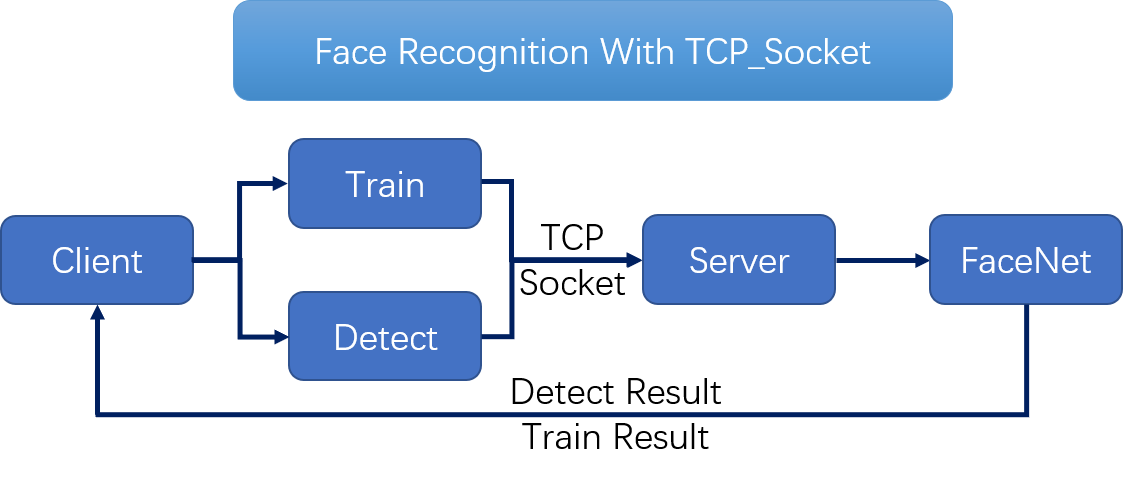 Face Recognition With TCP_Socket
Train
Client
TCP
Socket
Server
FaceNet
Detect
Detect Result
Train Result